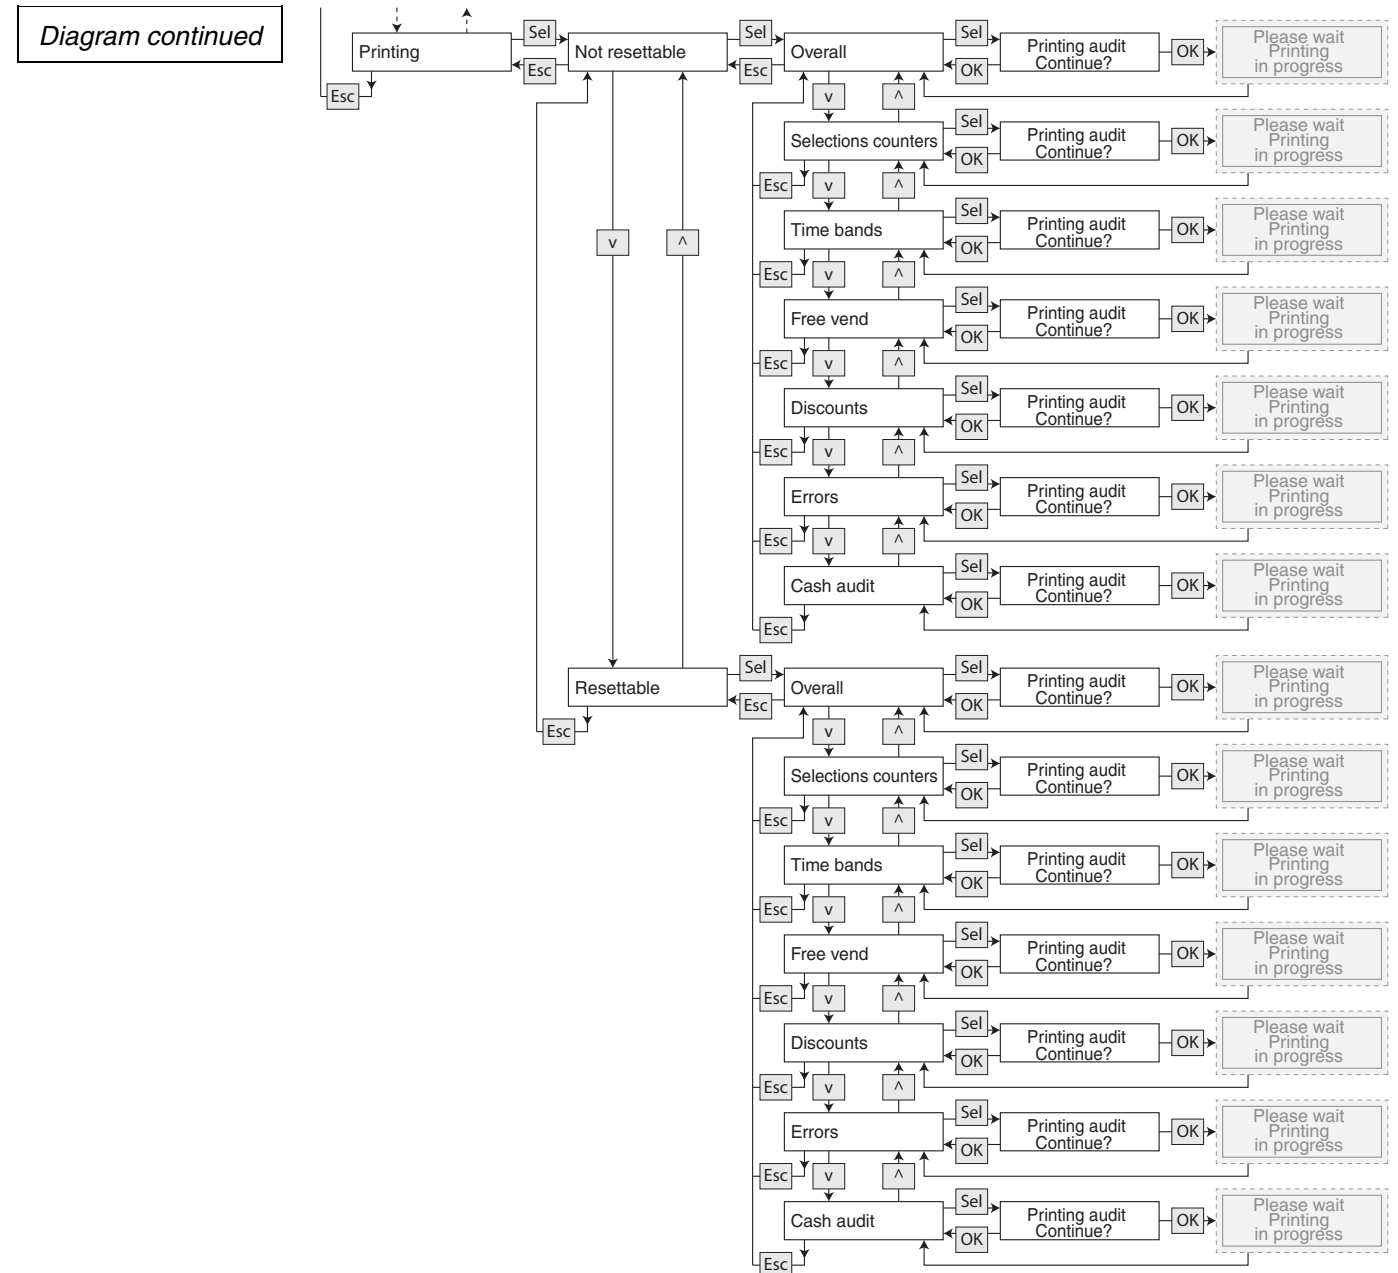 Diagram continued
Printing
Sel
Esc
Not resettable
Sel
Esc
Overall
Sel
OK
Printing audit
Continue?
OK
Please wait
Printing
in progress
Esc
v
^
Selections counters
Sel
OK
Printing audit
Continue?
OK
Please wait
Printing
in progress
Esc
v
^
Time bands
Sel
OK
Printing audit
Continue?
OK
Please wait
Printing
in progress
v
^
Esc
v
^
Free vend
Sel
OK
Printing audit
Continue?
OK
Please wait
Printing
in progress
Esc
v
^
Discounts
Sel
OK
Printing audit
Continue?
OK
Please wait
Printing
in progress
Esc
v
^
Errors
Sel
OK
Printing audit
Continue?
OK
Please wait
Printing
in progress
Esc
v
^
Cash audit
Sel
OK
Printing audit
Continue?
OK
Please wait
Printing
in progress
Esc
Resettable
Sel
Esc
Overall
Sel
OK
Printing audit
Continue?
OK
Please wait
Printing
in progress
Esc
v
^
Selections counters
Sel
OK
Printing audit
Continue?
OK
Please wait
Printing
in progress
Esc
v
^
Time bands
Sel
OK
Printing audit
Continue?
OK
Please wait
Printing
in progress
Esc
v
^
Free vend
Sel
OK
Printing audit
Continue?
OK
Please wait
Printing
in progress
Esc
v
^
Discounts
Sel
OK
Printing audit
Continue?
OK
Please wait
Printing
in progress
Esc
v
^
Errors
Sel
OK
Printing audit
Continue?
OK
Please wait
Printing
in progress
Esc
v
^
Cash audit
Sel
OK
Printing audit
Continue?
OK
Please wait
Printing
in progress
Esc